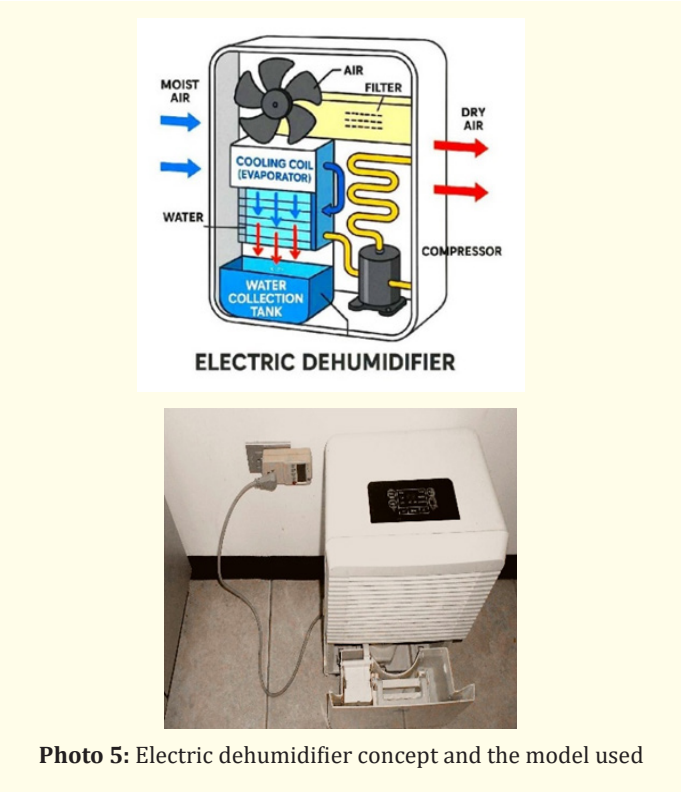 AIR
MOIST
AIR
FILTER
DRY
AIR
COOLING COIL
(EVAPORATOR)
WATER
COMPRESSOR
WATER
COLLECTION
TANK
ELECTRIC DEHUMIDIFIER
Photo 5: Electric dehumidifier concept and the model used